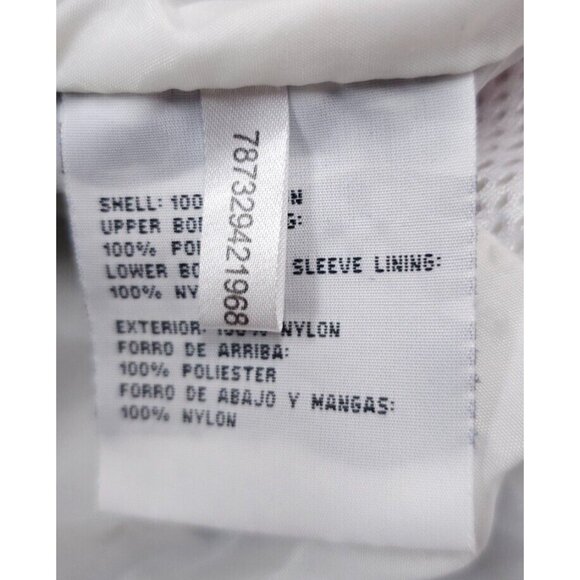 787329421968
SHELL: 100 N
UPPER BO G:
100% PO
LOWER BO SLEEVE LINING:
100% NY
EXTERIOR: 100% NYLON
FORRO DE ARRIBA:
100% POLIESTER
FORRO DE ABAJO Y MANGAS:
100% NYLON